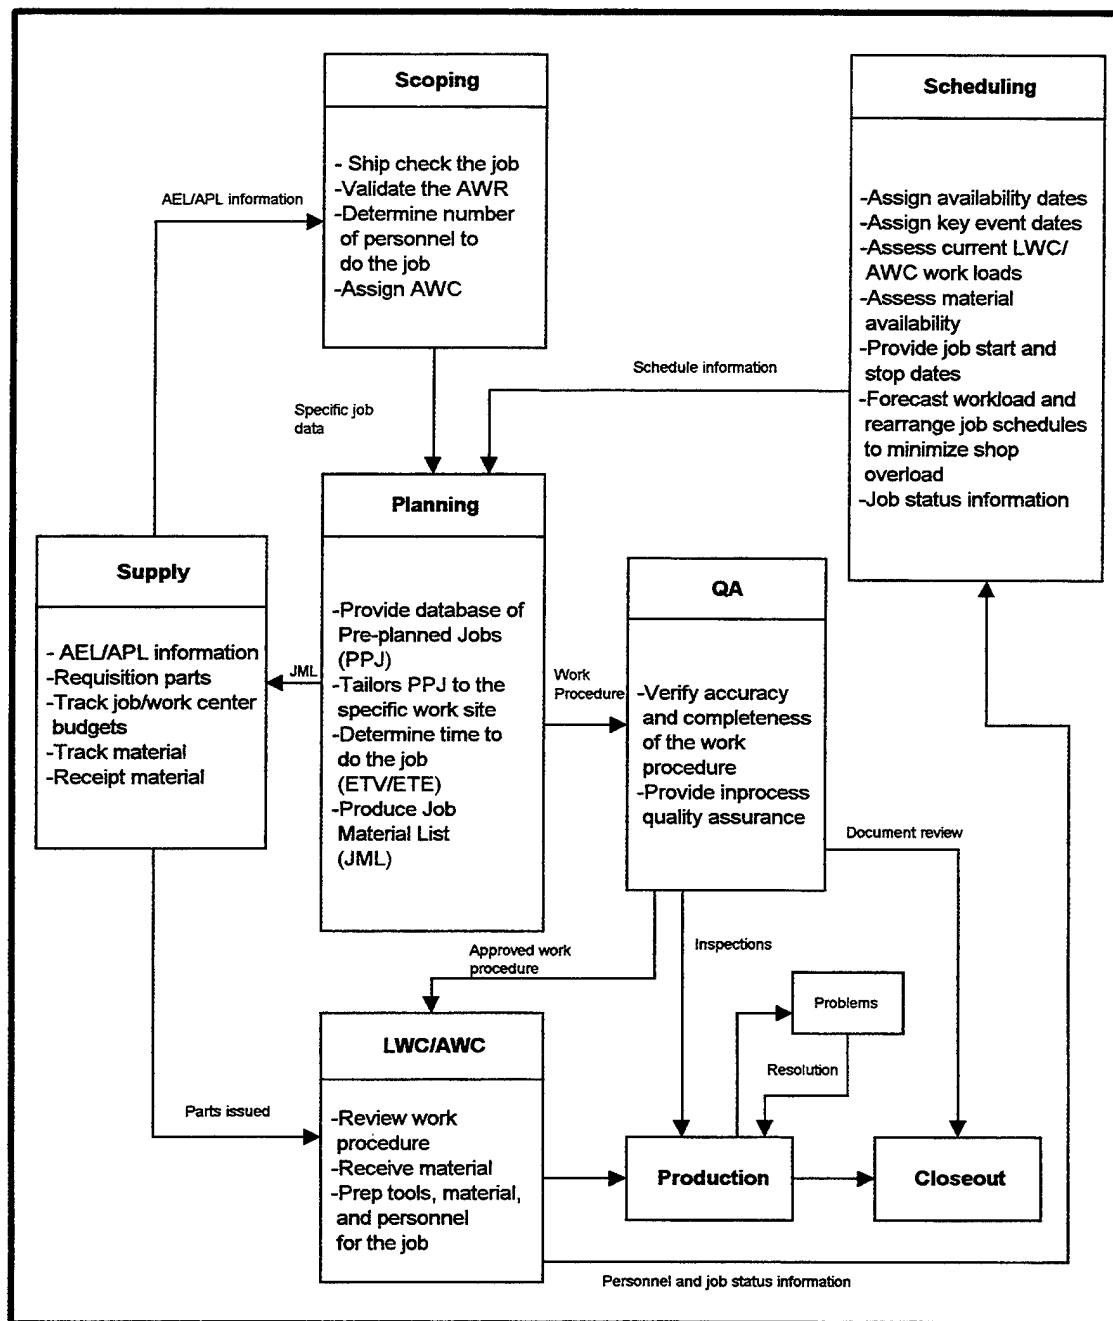 Scoping
- Ship check the job
-Validate the AWR
-Determine number
of personnel to
do the job
-Assign AWC
Scheduling
-Assign availability dates
-Assign key event dates
-Assess current LWC/
AWC work loads
-Assess material
availability
-Provide job start and
stop dates
-Forecast workload and
rearrange job schedules
to minimize shop
overload
-Job status information
AEL/APL information
Schedule information
Specific job
data
Planning
-Provide database of
Pre-planned Jobs
(PPJ)
-Tailors PPJ to the
specific work site
-Determine time to
do the job
(ETV/ETE)
-Produce Job
Material List
(JML)
Supply
- AEL/APL information
-Requisition parts
-Track job/work center
budgets
-Track material
-Receipt material
JML
Work
Procedure
QA
-Verify accuracy
and completeness
of the work
procedure
-Provide inprocess
quality assurance
Document review
Approved work
procedure
Inspections
Problems
Resolution
LWC/AWC
-Review work
procedure
-Receive material
-Prep tools, material,
and personnel
for the job
Parts issued
Production
Closeout
Personnel and job status information